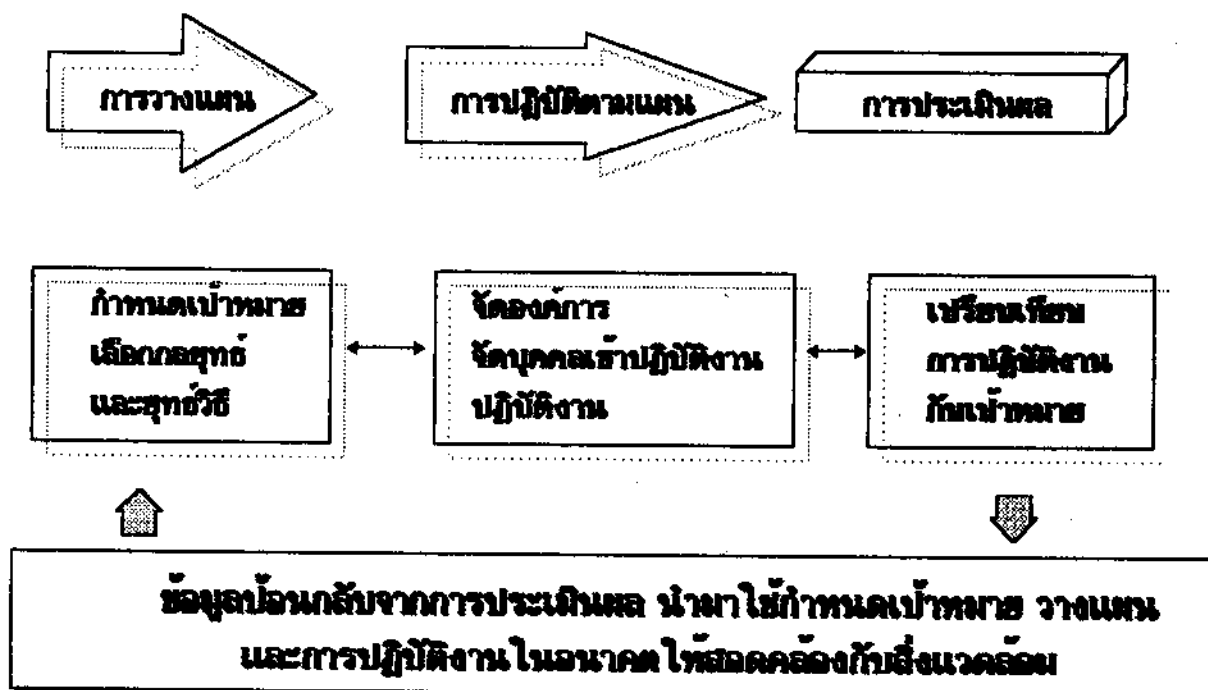 การวางแผน
การปฏิบัติตามแผน
การประเมินผล
กำหนดเป้าหมาย
เลือกกลยุทธ์
และยุทธวิธี
จัดองค์การ
จัดบุคคลเข้าปฏิบัติงาน
ปฏิบัติงาน
เปรียบเทียบ
การปฏิบัติงาน
กับเป้าหมาย
ข้อมูลป้อนกลับจากการประเมินผล นำมาใช้กำหนดเป้าหมาย วางแผน
และการปฏิบัติงานในอนาคตให้สอดคล้องกับสิ่งแวดล้อม